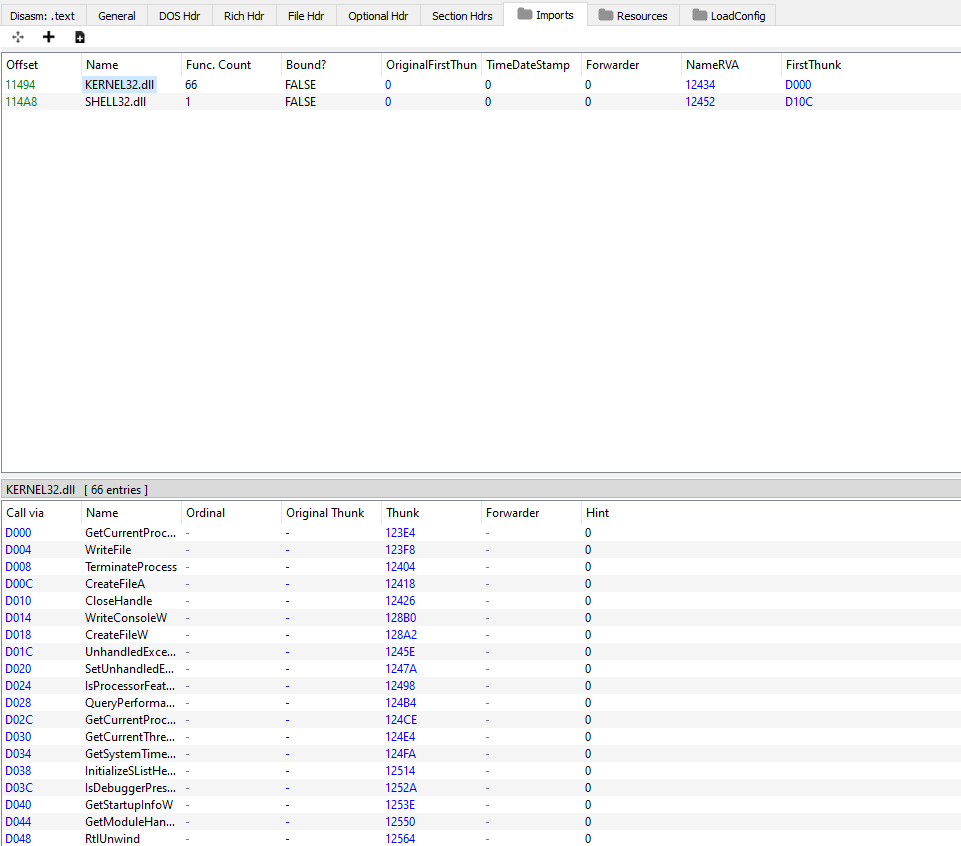 Disasm: .text General DOS Hdr Rich Hdr File Hdr Optional Hdr Section Hdrs Imports Resources LoadConfig
Offset Name Func. Count Bound? OriginalFirstThun TimeDateStamp Forwarder NameRVA FirstThunk
11494 KERNEL32.dll 66 FALSE 0 0 0 12434 D000
114A8 SHELL32.dll 1 FALSE 0 0 0 12452 D10C
KERNEL32.dll [ 66 entries ]
Call via Name Ordinal Original Thunk Thunk Forwarder Hint
D000 GetCurrentProc... - - 123E4 - 0
D004 WriteFile - - 123F8 - 0
D008 TerminateProcess - - 12404 - 0
D00C CreateFileA - - 12418 - 0
D010 CloseHandle - - 12426 - 0
D014 WriteConsoleW - - 128B0 - 0
D018 CreateFileW - - 128A2 - 0
D01C UnhandledExce... - - 1245E - 0
D020 SetUnhandledE... - - 1247A - 0
D024 IsProcessorFeat... - - 12498 - 0
D028 QueryPerforma... - - 124B4 - 0
D02C GetCurrentProc... - - 124CE - 0
D030 GetCurrentThre... - - 124E4 - 0
D034 GetSystemTime... - - 124FA - 0
D038 InitializeSListHe... - - 12514 - 0
D03C IsDebuggerPres... - - 1252A - 0
D040 GetStartupInfoW - - 1253E - 0
D044 GetModuleHan... - - 12550 - 0
D048 RtlUnwind - - 12564 - 0